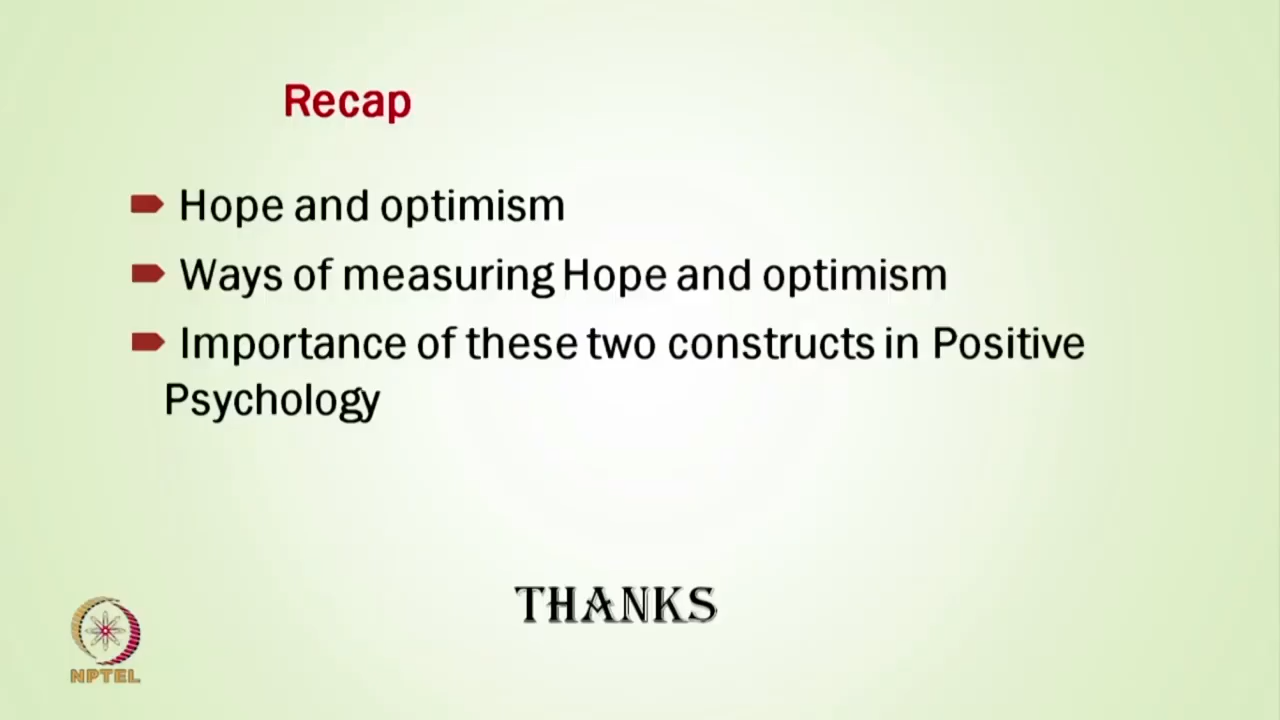 Recap
Hope and optimism
Ways of measuring Hope and optimism
Importance of these two constructs in Positive
Psychology
THANKS
NPTEL